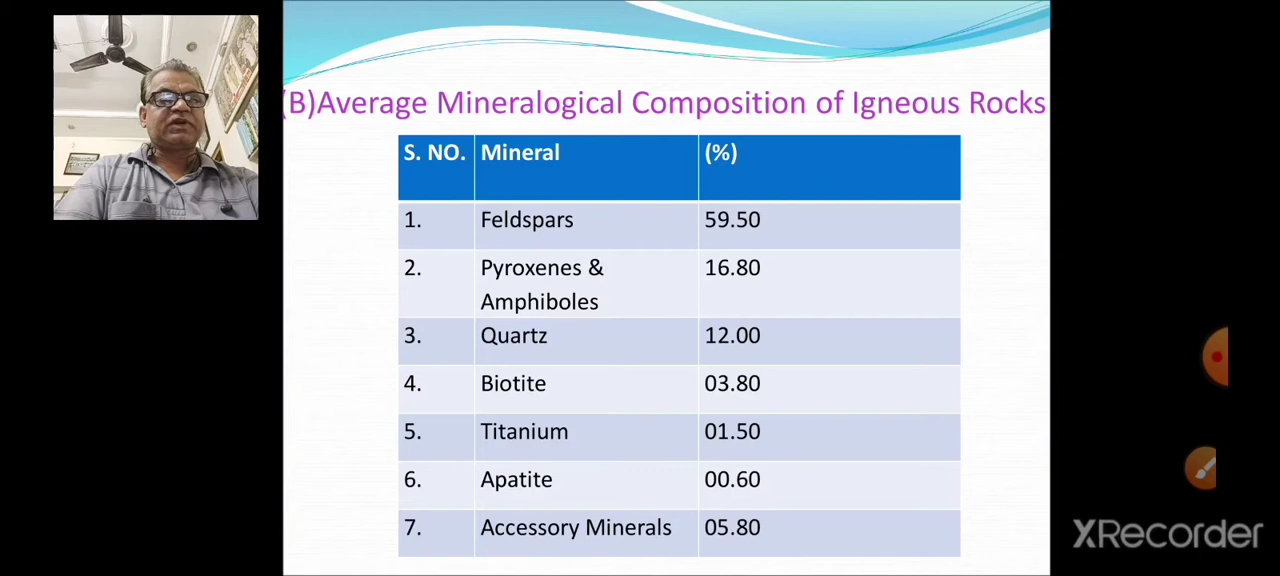 (B)Average Mineralogical Composition of Igneous Rocks
S. NO. Mineral (%)
1. Feldspars 59.50
2. Pyroxenes & 16.80
Amphiboles
3. Quartz 12.00
4. Biotite 03.80
5. Titanium 01.50
6. Apatite 00.60
7. Accessory Minerals 05.80
XRecorder